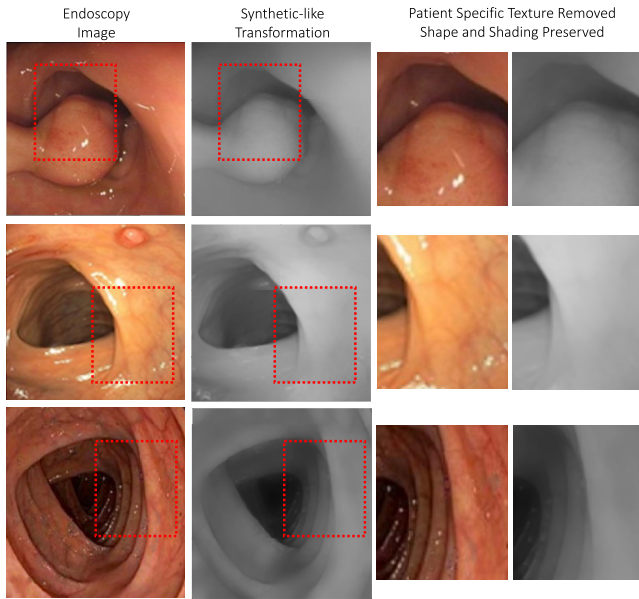 Endoscopy
Image
Synthetic-like
Transformation
Patient Specific Texture Removed
Shape and Shading Preserved